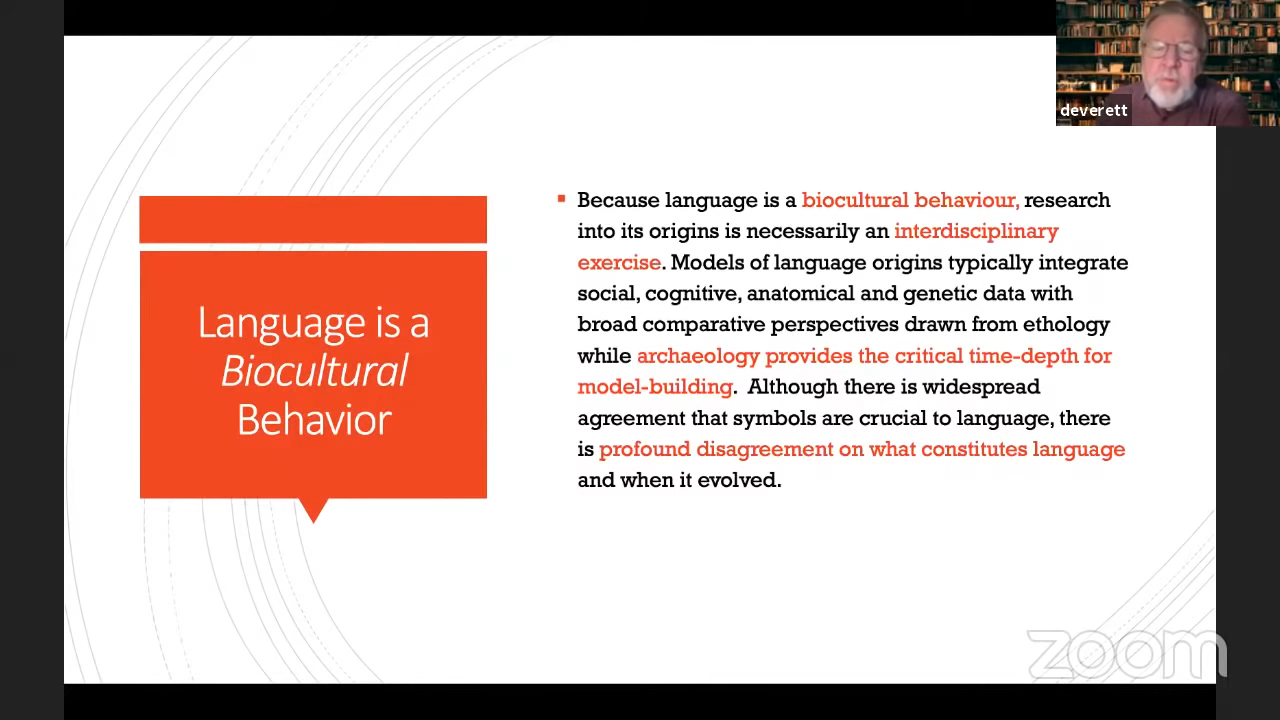 deverett
Language is a
Biocultural
Behavior
▪ Because language is a biocultural behaviour, research
into its origins is necessarily an interdisciplinary
exercise. Models of language origins typically integrate
social, cognitive, anatomical and genetic data with
broad comparative perspectives drawn from ethology
while archaeology provides the critical time-depth for
model-building.  Although there is widespread
agreement that symbols are crucial to language, there
is profound disagreement on what constitutes language
and when it evolved.
zoom